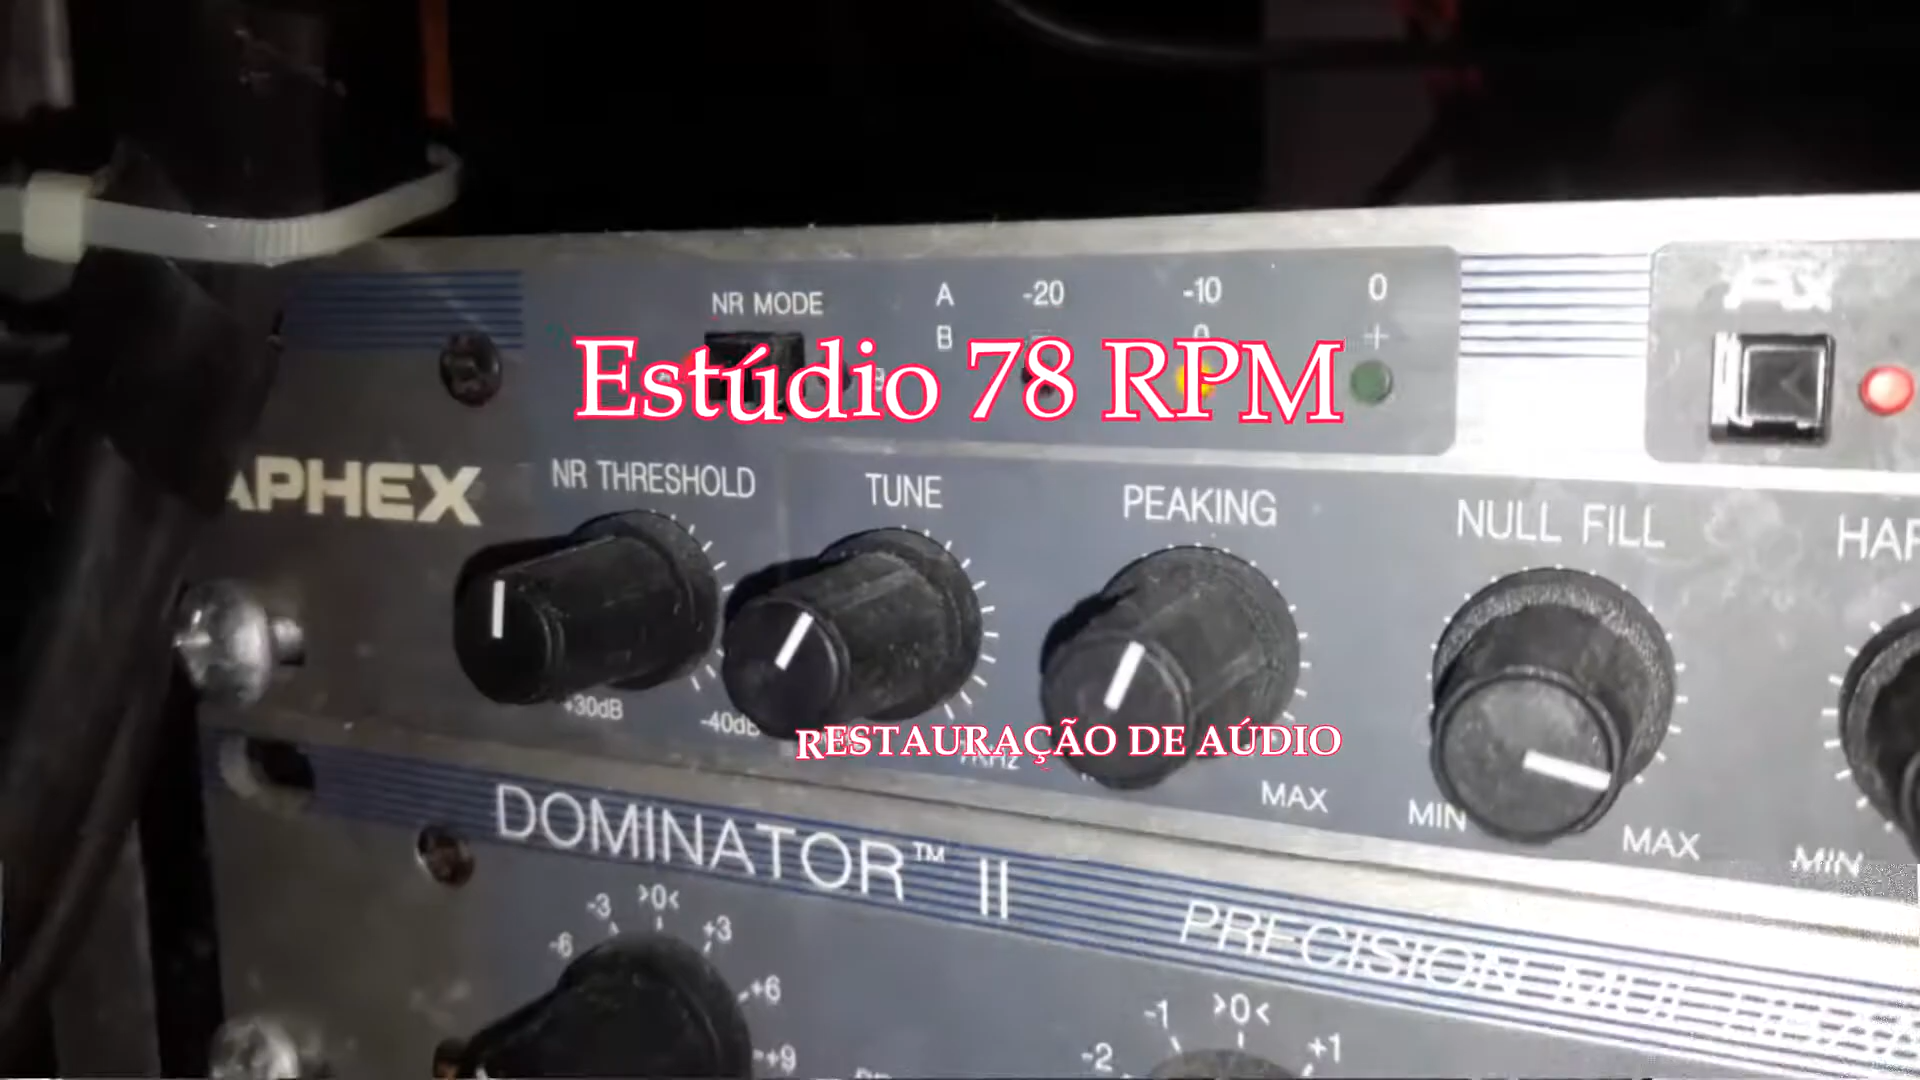 NR MODE
A -20 -10 0
B 0 +
Estúdio 78 RPM
APHEX
NR THRESHOLD
TUNE
PEAKING
NULL FILL
+30dB
-40dB
RESTAURAÇÃO DE AÚDIO
MAX
MIN
MAX
MIN
DOMINATOR™ II
PRECISION
-3 >0< +3
-6 +6
+9
-1 >0< +1
-2